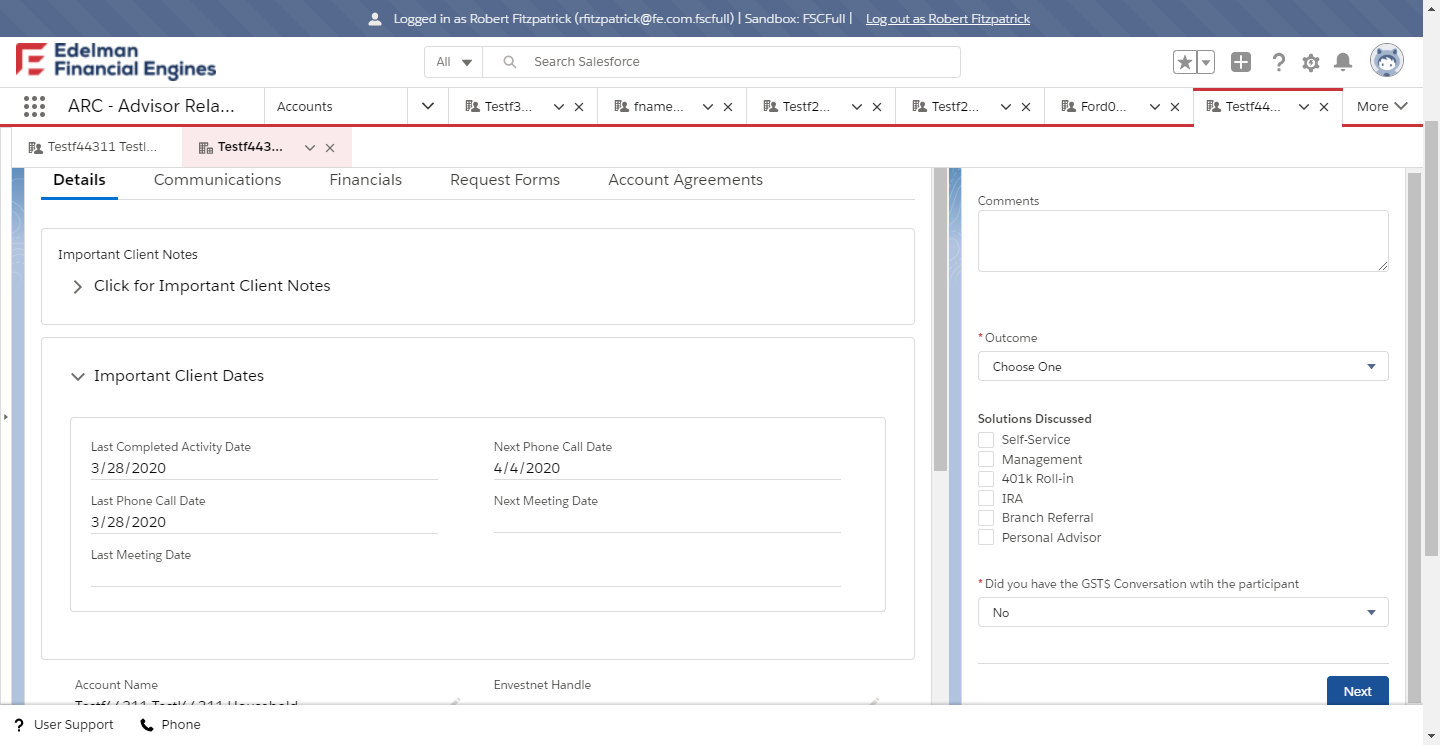 Logged in as Robert Fitzpatrick (rfitzpatrick@fe.com.fscfull) | Sandbox: FSCFull | Log out as Robert Fitzpatrick
Edelman
Financial Engines
All
Search Salesforce
ARC - Advisor Rela...
Accounts
Testf3...
fname...
Testf2...
Testf2...
Ford0...
Testf44...
More
Testf44311 Testl...
Testf443...
Details
Communications
Financials
Request Forms
Account Agreements
Important Client Notes
Click for Important Client Notes
Important Client Dates
Last Completed Activity Date
3/28/2020
Next Phone Call Date
4/4/2020
Last Phone Call Date
3/28/2020
Next Meeting Date
Last Meeting Date
Account Name
Testf44311 Testl44311 Household
Envestnet Handle
Comments
* Outcome
Choose One
Solutions Discussed
Self-Service
Management
401k Roll-in
IRA
Branch Referral
Personal Advisor
* Did you have the GST$ Conversation wtih the participant
No
Next
? User Support
Phone